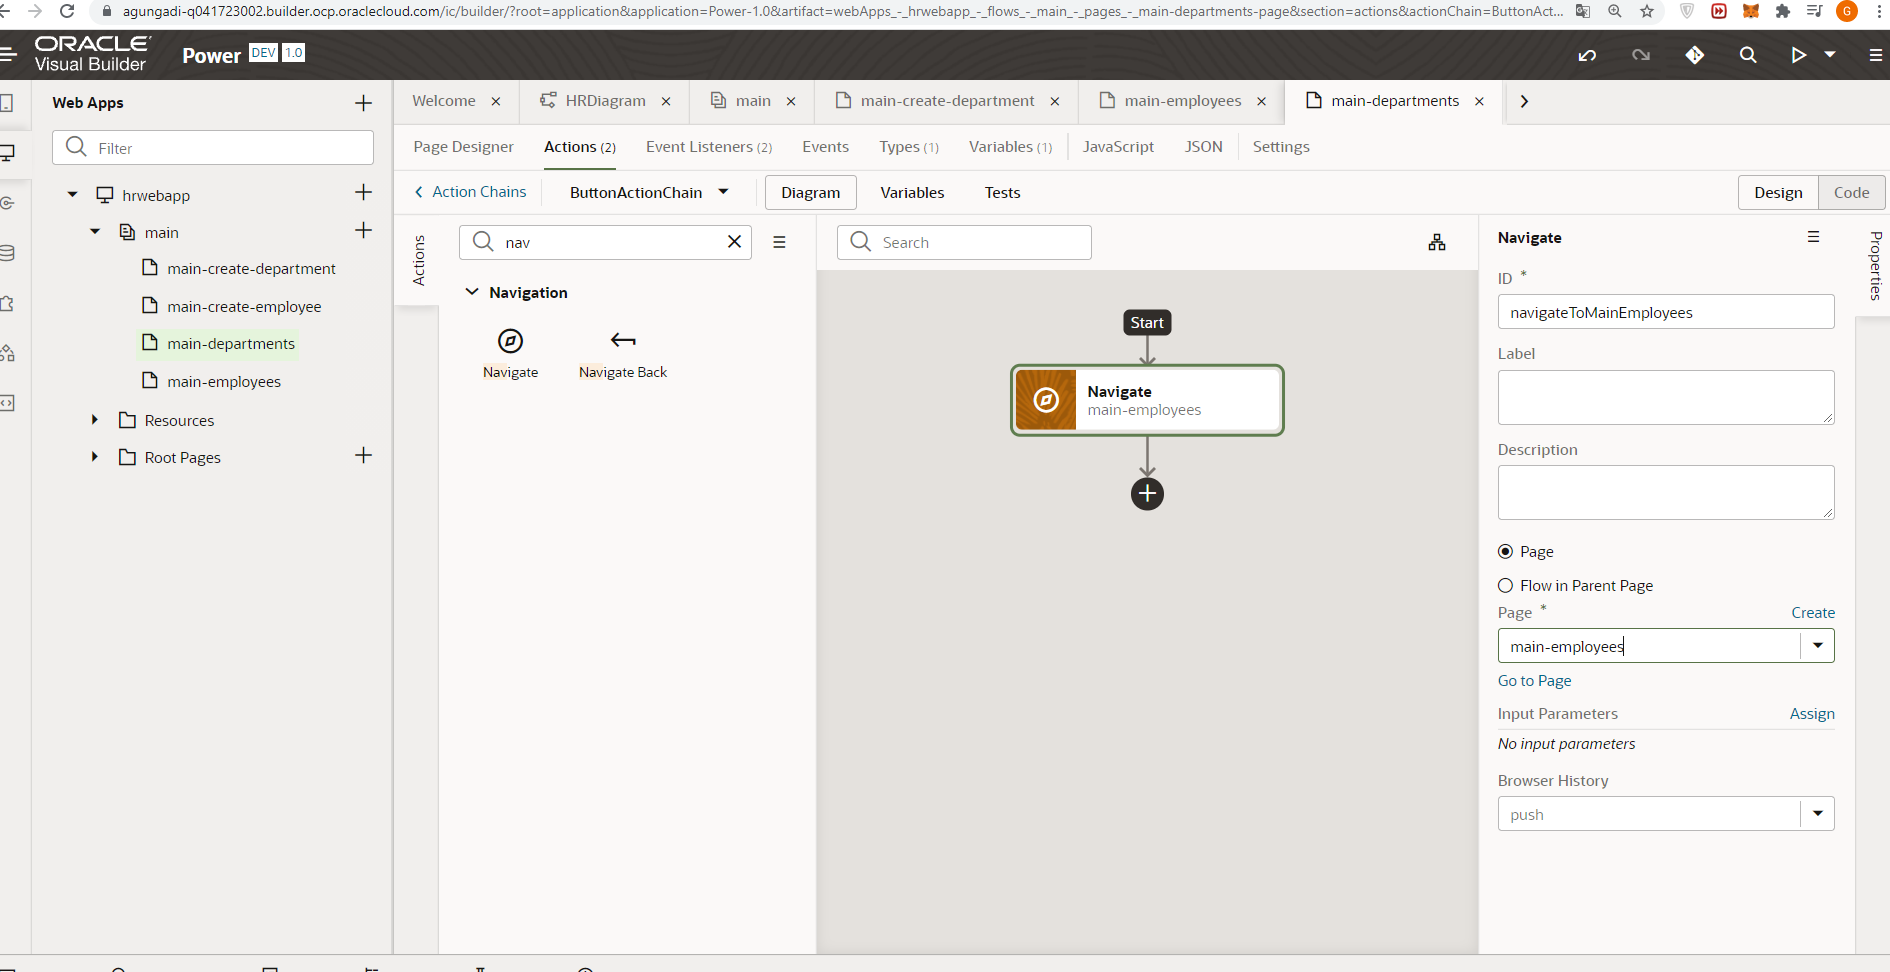 agungadi-q041723002.builder.ocp.oraclecloud.com/ic/builder/?root=application&application=Power-1.0&artifact=webApps_-_hrwebapp_-_flows_-_main_-_pages_-_main-departments-page&section=actions&actionChain=ButtonAct...
G
ORACLE
Visual Builder
Power DEV 1.0
Web Apps
Filter
hrwebapp
main
main-create-department
main-create-employee
main-departments
main-employees
Resources
Root Pages
Welcome
HRDiagram
main
main-create-department
main-employees
main-departments
Page Designer
Actions (2)
Event Listeners (2)
Events
Types (1)
Variables (1)
JavaScript
JSON
Settings
Action Chains
ButtonActionChain
Diagram
Variables
Tests
Design
Code
Actions
nav
Navigation
Navigate
Navigate Back
Search
Start
Navigate
main-employees
Navigate
ID *
navigateToMainEmployees
Label
Description
Page
Flow in Parent Page
Page *
Create
main-employees
Go to Page
Input Parameters
Assign
No input parameters
Browser History
push
Properties